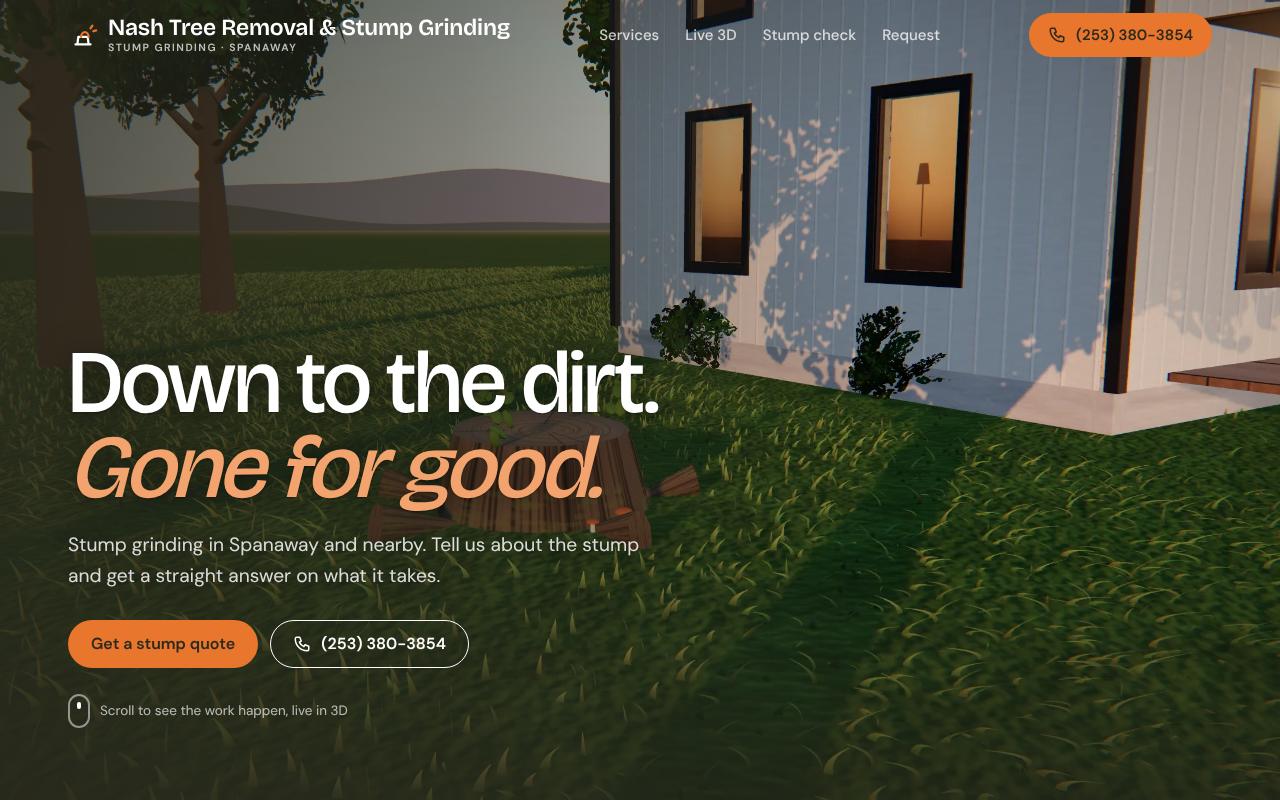 Nash Tree Removal & Stump Grinding
STUMP GRINDING · SPANAWAY
Services
Live 3D
Stump check
Request
(253) 380-3854
Down to the dirt.
Gone for good.
Stump grinding in Spanaway and nearby. Tell us about the stump
and get a straight answer on what it takes.
Get a stump quote
(253) 380-3854
Scroll to see the work happen, live in 3D